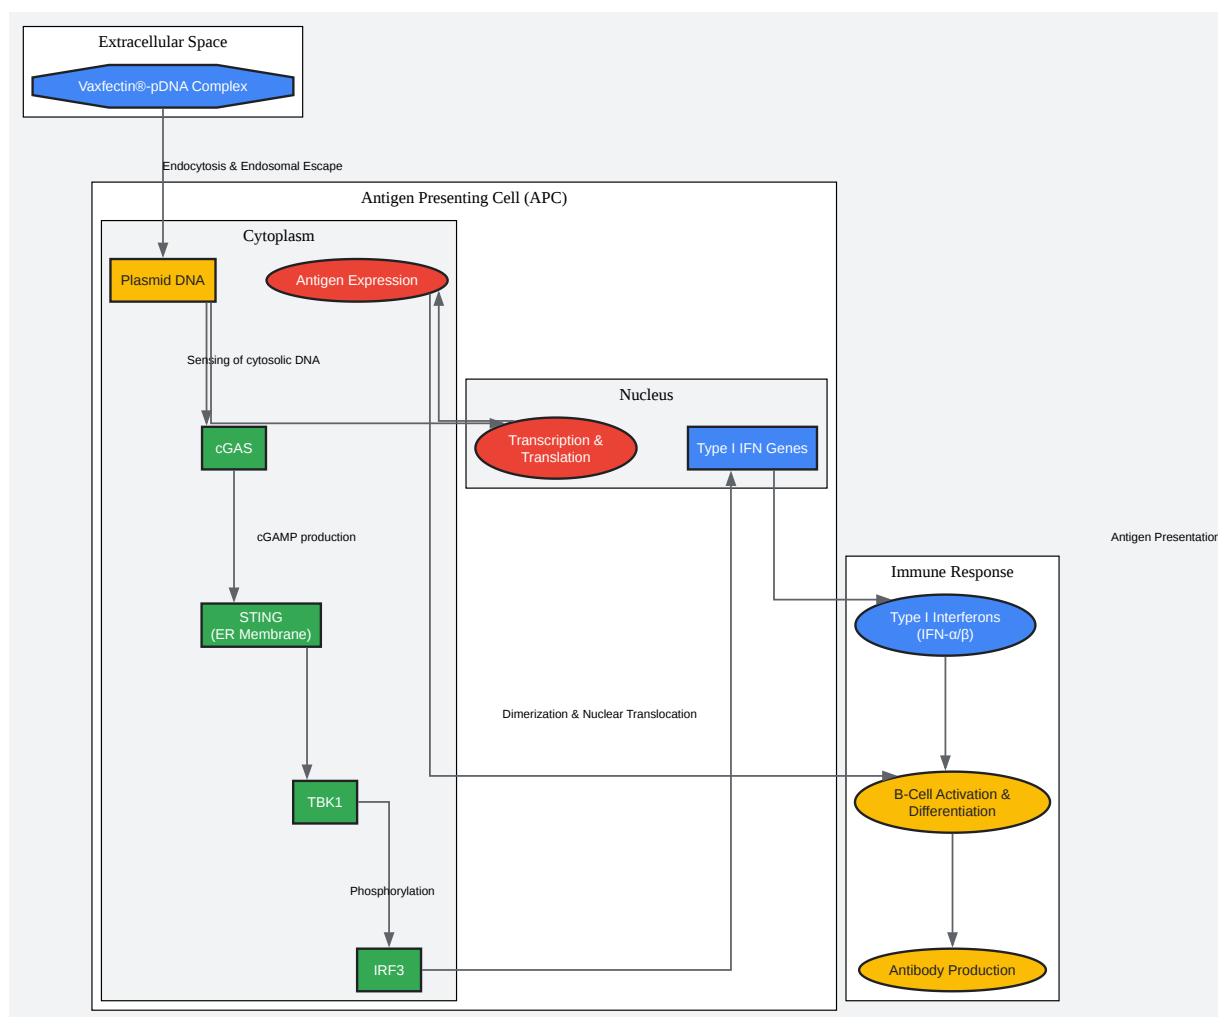 Extracellular Space
Vaxfectin®-pDNA Complex
Endocytosis & Endosomal Escape
Antigen Presenting Cell (APC)
Cytoplasm
Plasmid DNA
Antigen Expression
Sensing of cytosolic DNA
Nucleus
cGAS
Transcription &
Translation
Type I IFN Genes
cGAMP production
Antigen Presentation
Immune Response
STING
(ER Membrane)
Type I Interferons
(IFN-α/β)
Dimerization & Nuclear Translocation
TBK1
B-Cell Activation &
Differentiation
Phosphorylation
IRF3
Antibody Production